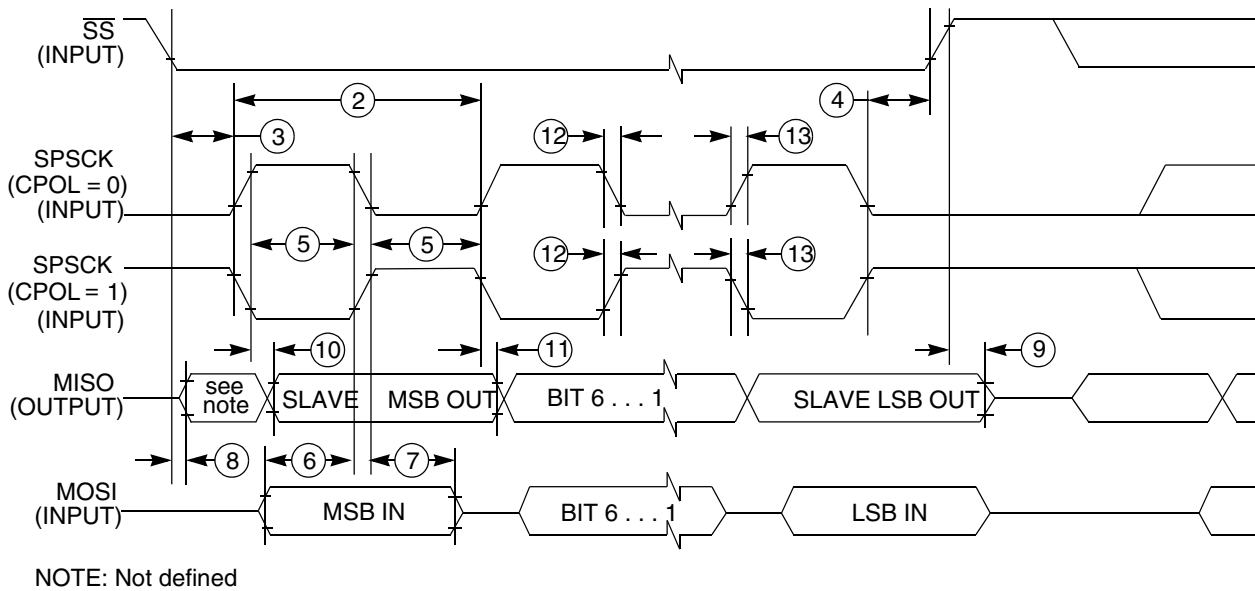 SS
(INPUT)
2
4
3
12
13
SPSCK
(CPOL = 0)
(INPUT)
5
5
SPSCK
(CPOL = 1)
(INPUT)
12
13
10
11
9
MISO
(OUTPUT)
see
note
SLAVE MSB OUT
BIT 6 . . . 1
SLAVE LSB OUT
8
6
7
MOSI
(INPUT)
MSB IN
BIT 6 . . . 1
LSB IN
NOTE: Not defined